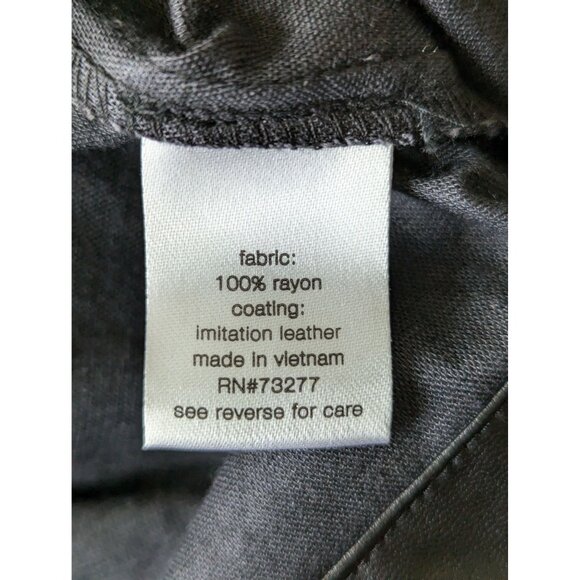 fabric:
100% rayon
coating:
imitation leather
made in vietnam
RN#73277
see reverse for care